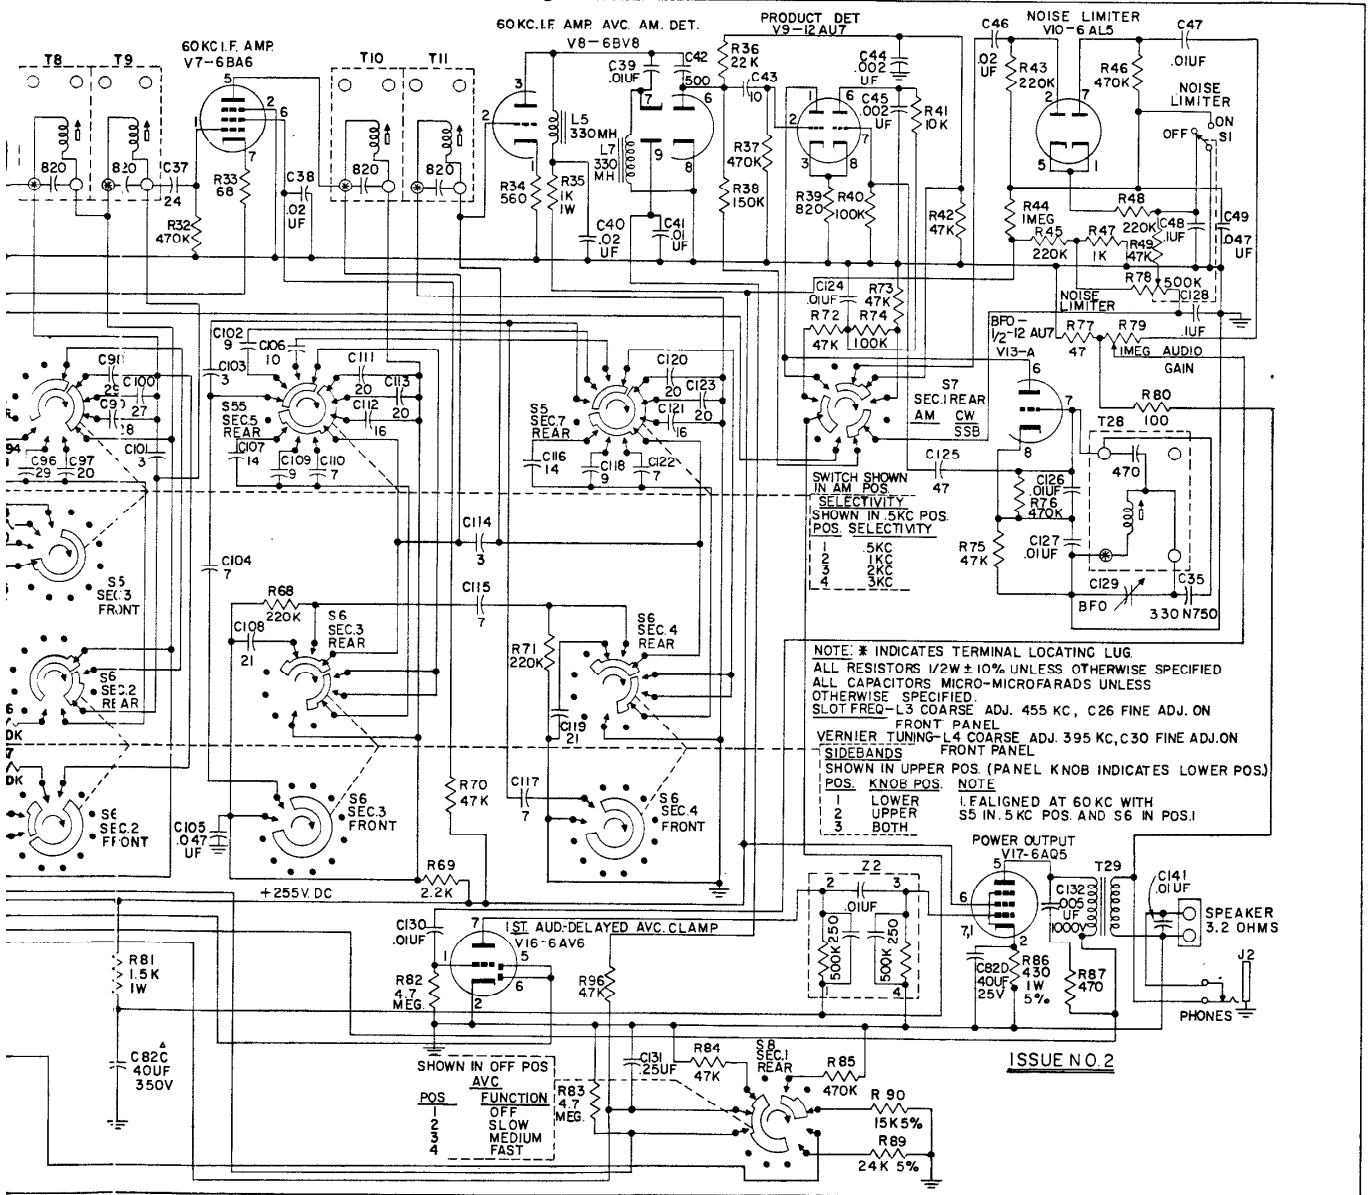 60KC I.F. AMP. AVC. AM. DET.
V8-6BV8
PRODUCT DET
V9-12AU7
NOISE LIMITER
V10-6AL5
C46
.02
UF
C47
.01UF
60KC I.F. AMP.
V7-6BA6
T8
T9
T10
T11
C39
.01UF
C42
500
R36
22K
C43
10
C44
.002
UF
C45
.002
UF
R41
10K
R43
220K
R46
470K
NOISE
LIMITER
ON
OFF
S1
L5
330MH
L7
330
MH
R37
470K
R38
150K
820
820
820
820
C37
24
R33
68
C38
.02
UF
R32
470K
R34
560
R35
1K
1W
C40
.02
UF
C41
.01
UF
R39
820
R40
100K
R42
47K
R44
1MEG
R45
220K
R47
1K
R48
220K
R49
47K
C48
.1UF
C49
.047
UF
R78
500K
NOISE
LIMITER
C128
.1UF
C124
.01UF
R72
47K
R73
47K
R74
100K
BFO-
1/2-12 AU7
V13-A
R77
47
R79
1MEG AUDIO
GAIN
R80
100
C102
9
C103
3
C106
10
C111
20
C113
20
C112
16
C120
20
C123
20
C121
16
C91
29
C100
27
C90
28
C101
3
C96
29
C97
20
94
S55
SEC.5
REAR
C107
14
C109
9
C110
7
S5
SEC.7
REAR
C116
14
C118
9
C122
7
S7
SEC.1 REAR
AM CW
SSB
C125
47
T28
470
C126
.01UF
R76
470K
C127
.01UF
R75
47K
C129
BFO
C35
330 N750
SWITCH SHOWN
IN AM POS.
SELECTIVITY
SHOWN IN .5KC POS.
POS. SELECTIVITY
1 .5KC
2 1KC
3 2KC
4 3KC
C114
3
C104
7
C115
7
S5
SEC.3
FRONT
R68
220K
C108
21
S6
SEC.3
REAR
R71
220K
S6
SEC.4
REAR
C119
21
S6
SEC.2
REAR
NOTE: * INDICATES TERMINAL LOCATING LUG.
ALL RESISTORS 1/2W ± 10% UNLESS OTHERWISE SPECIFIED
ALL CAPACITORS MICRO-MICROFARADS UNLESS
OTHERWISE SPECIFIED.
SLOT FREQ-L3 COARSE ADJ. 455 KC, C26 FINE ADJ. ON
FRONT PANEL
VERNIER TUNING-L4 COARSE ADJ. 395 KC, C30 FINE ADJ. ON
FRONT PANEL
SIDEBANDS
SHOWN IN UPPER POS. (PANEL KNOB INDICATES LOWER POS.)
POS. KNOB POS. NOTE
1 LOWER I.F. ALIGNED AT 60 KC WITH
2 UPPER S5 IN .5 KC POS. AND S6 IN POS.1
3 BOTH
S6
SEC.2
FRONT
C105
.047
UF
S6
SEC.3
FRONT
R70
47K
C117
7
S6
SEC.4
FRONT
R69
2.2K
+255V. DC
POWER OUTPUT
V17-6AQ5
T29
C132
.005
UF
1000V
C141
.01UF
SPEAKER
3.2 OHMS
J2
PHONES
Z2
.01UF
500K
250
500K
250
C130
.01UF
1ST. AUD-DELAYED AVC. CLAMP
V16-6AV6
R81
1.5K
1W
R82
4.7
MEG.
R96
47K
C82D
40UF
25V
R86
430
1W
5%
R87
470
C82C
40UF
350V
SHOWN IN OFF POS
AVC
POS FUNCTION
1 OFF
2 SLOW
3 MEDIUM
4 FAST
R83
4.7
MEG.
C131
.25UF
R84
47K
S8
SEC.1
REAR
R85
470K
R 90
15K 5%
R89
24K 5%
ISSUE NO. 2